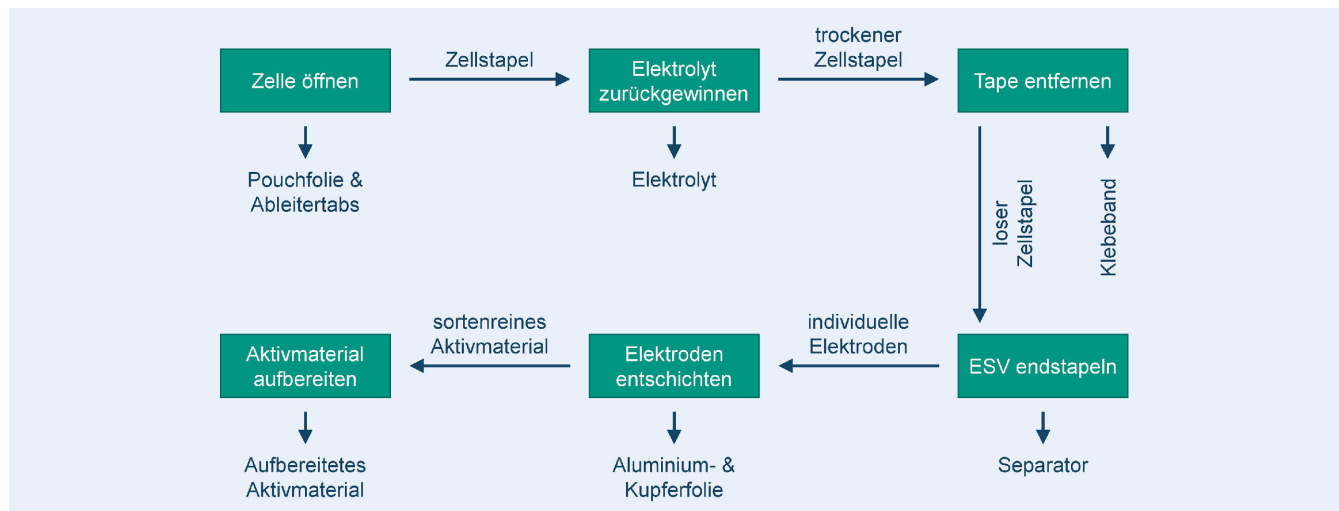 Zelle öffnen
Zellstapel
Elektrolyt
zurückgewinnen
trockener
Zellstapel
Tape entfernen
Pouchfolie &
Ableitertabs
Elektrolyt
loser
Zellstapel
Klebeband
ESV endstapeln
individuelle
Elektroden
Elektroden
entschichten
sortenreines
Aktivmaterial
Aktivmaterial
aufbereiten
Separator
Aluminium- &
Kupferfolie
Aufbereitetes
Aktivmaterial